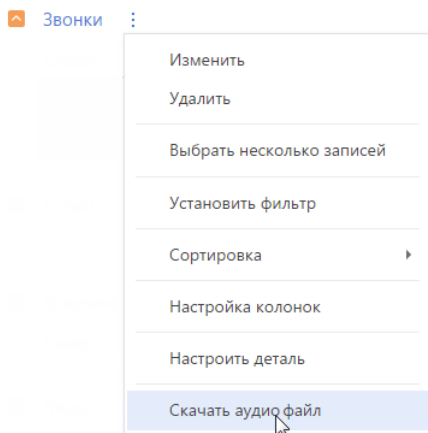 Звонки
Изменить
Удалить
Выбрать несколько записей
Установить фильтр
Сортировка
Настройка колонок
Настроить деталь
Скачать аудио файл